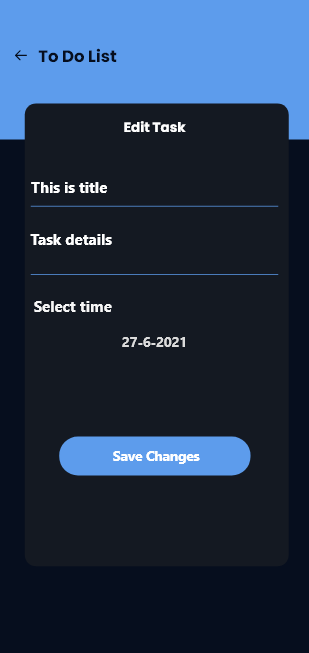 To Do List
Edit Task
This is title
Task details
Select time
27-6-2021
Save Changes